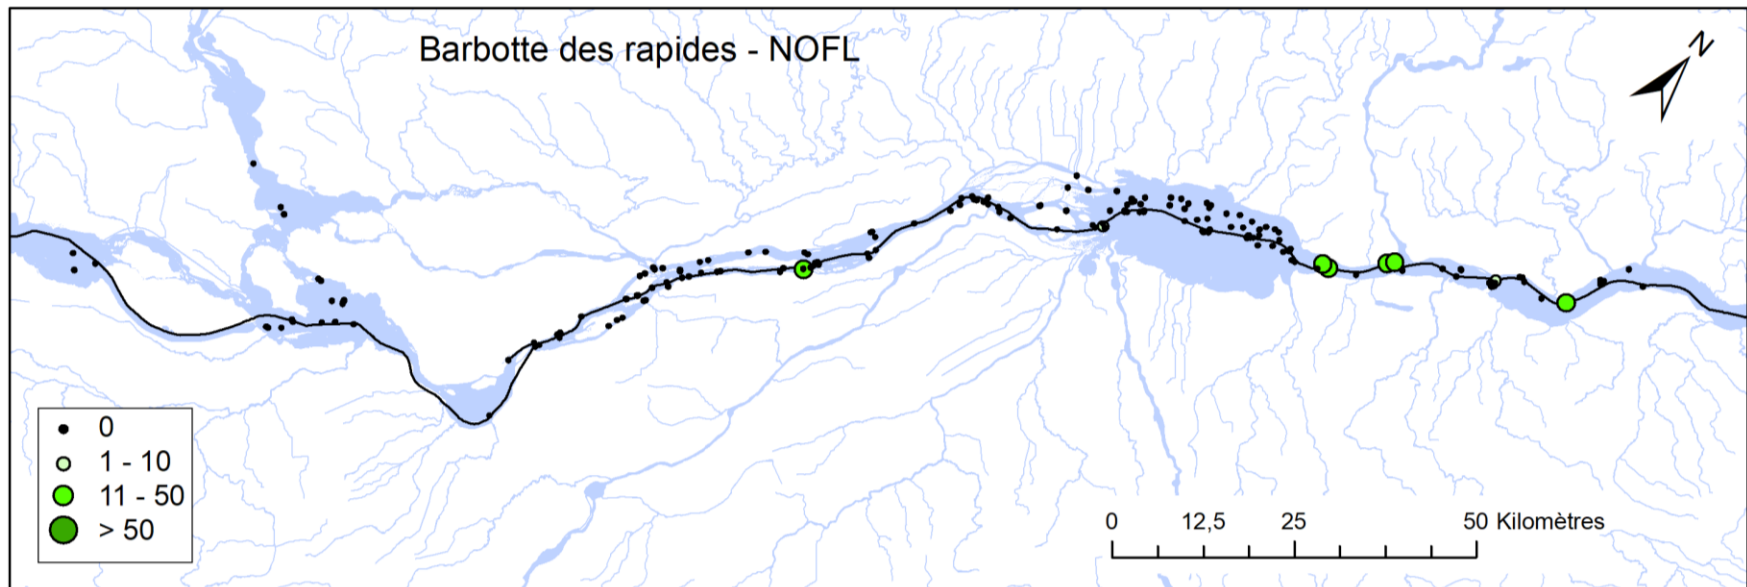 Barbotte des rapides - NOFL
N
0
1 - 10
11 - 50
> 50
0 12,5 25 50 Kilomètres